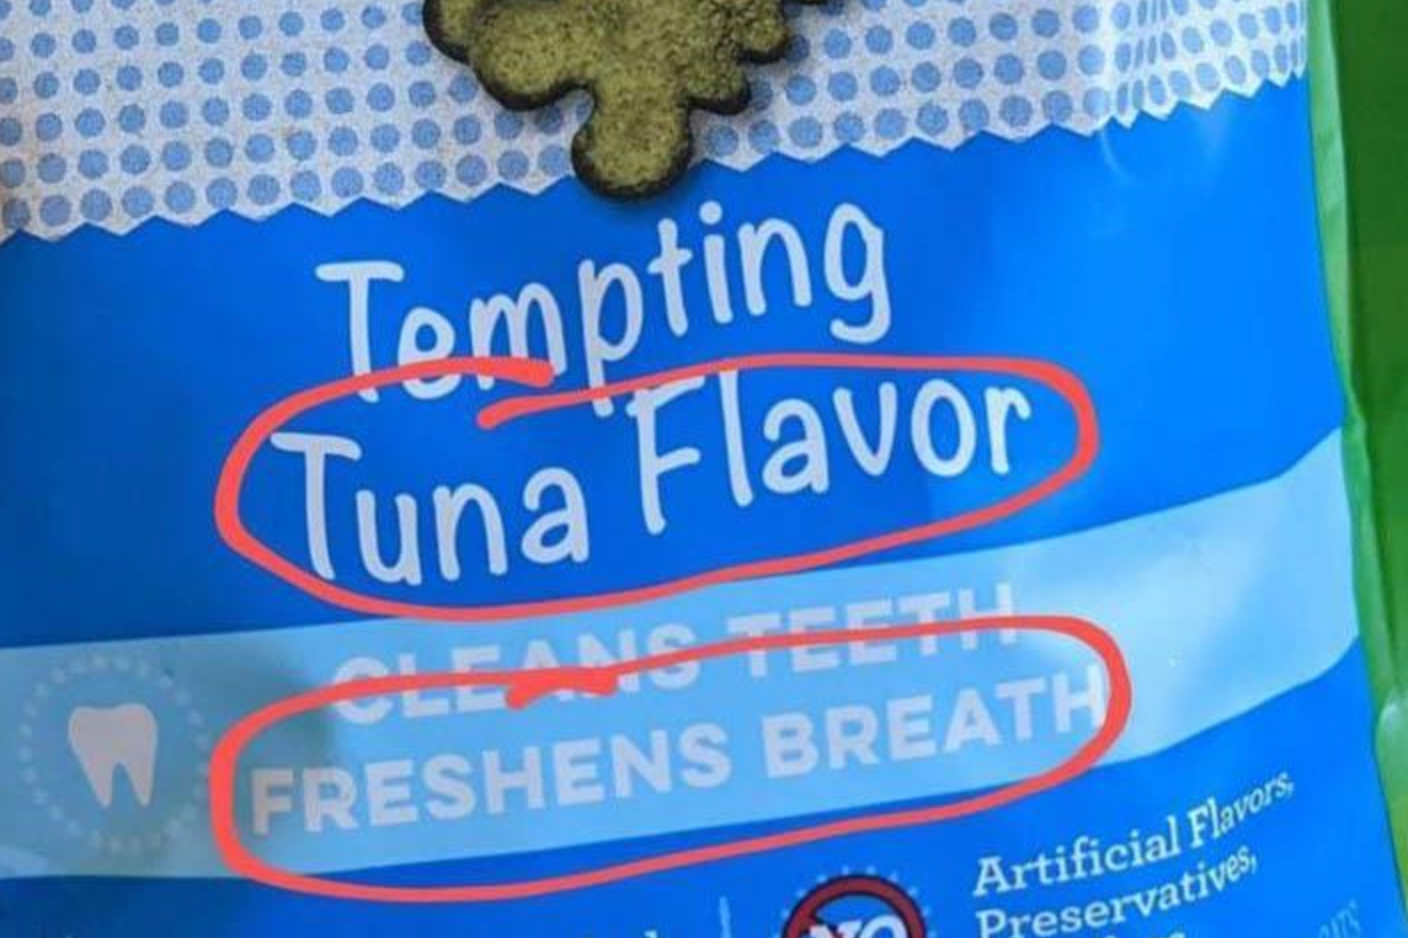 Tempting
Tuna Flavor
CLEANS TEETH
FRESHENS BREATH
Artificial Flavors,
NO
Preservatives,